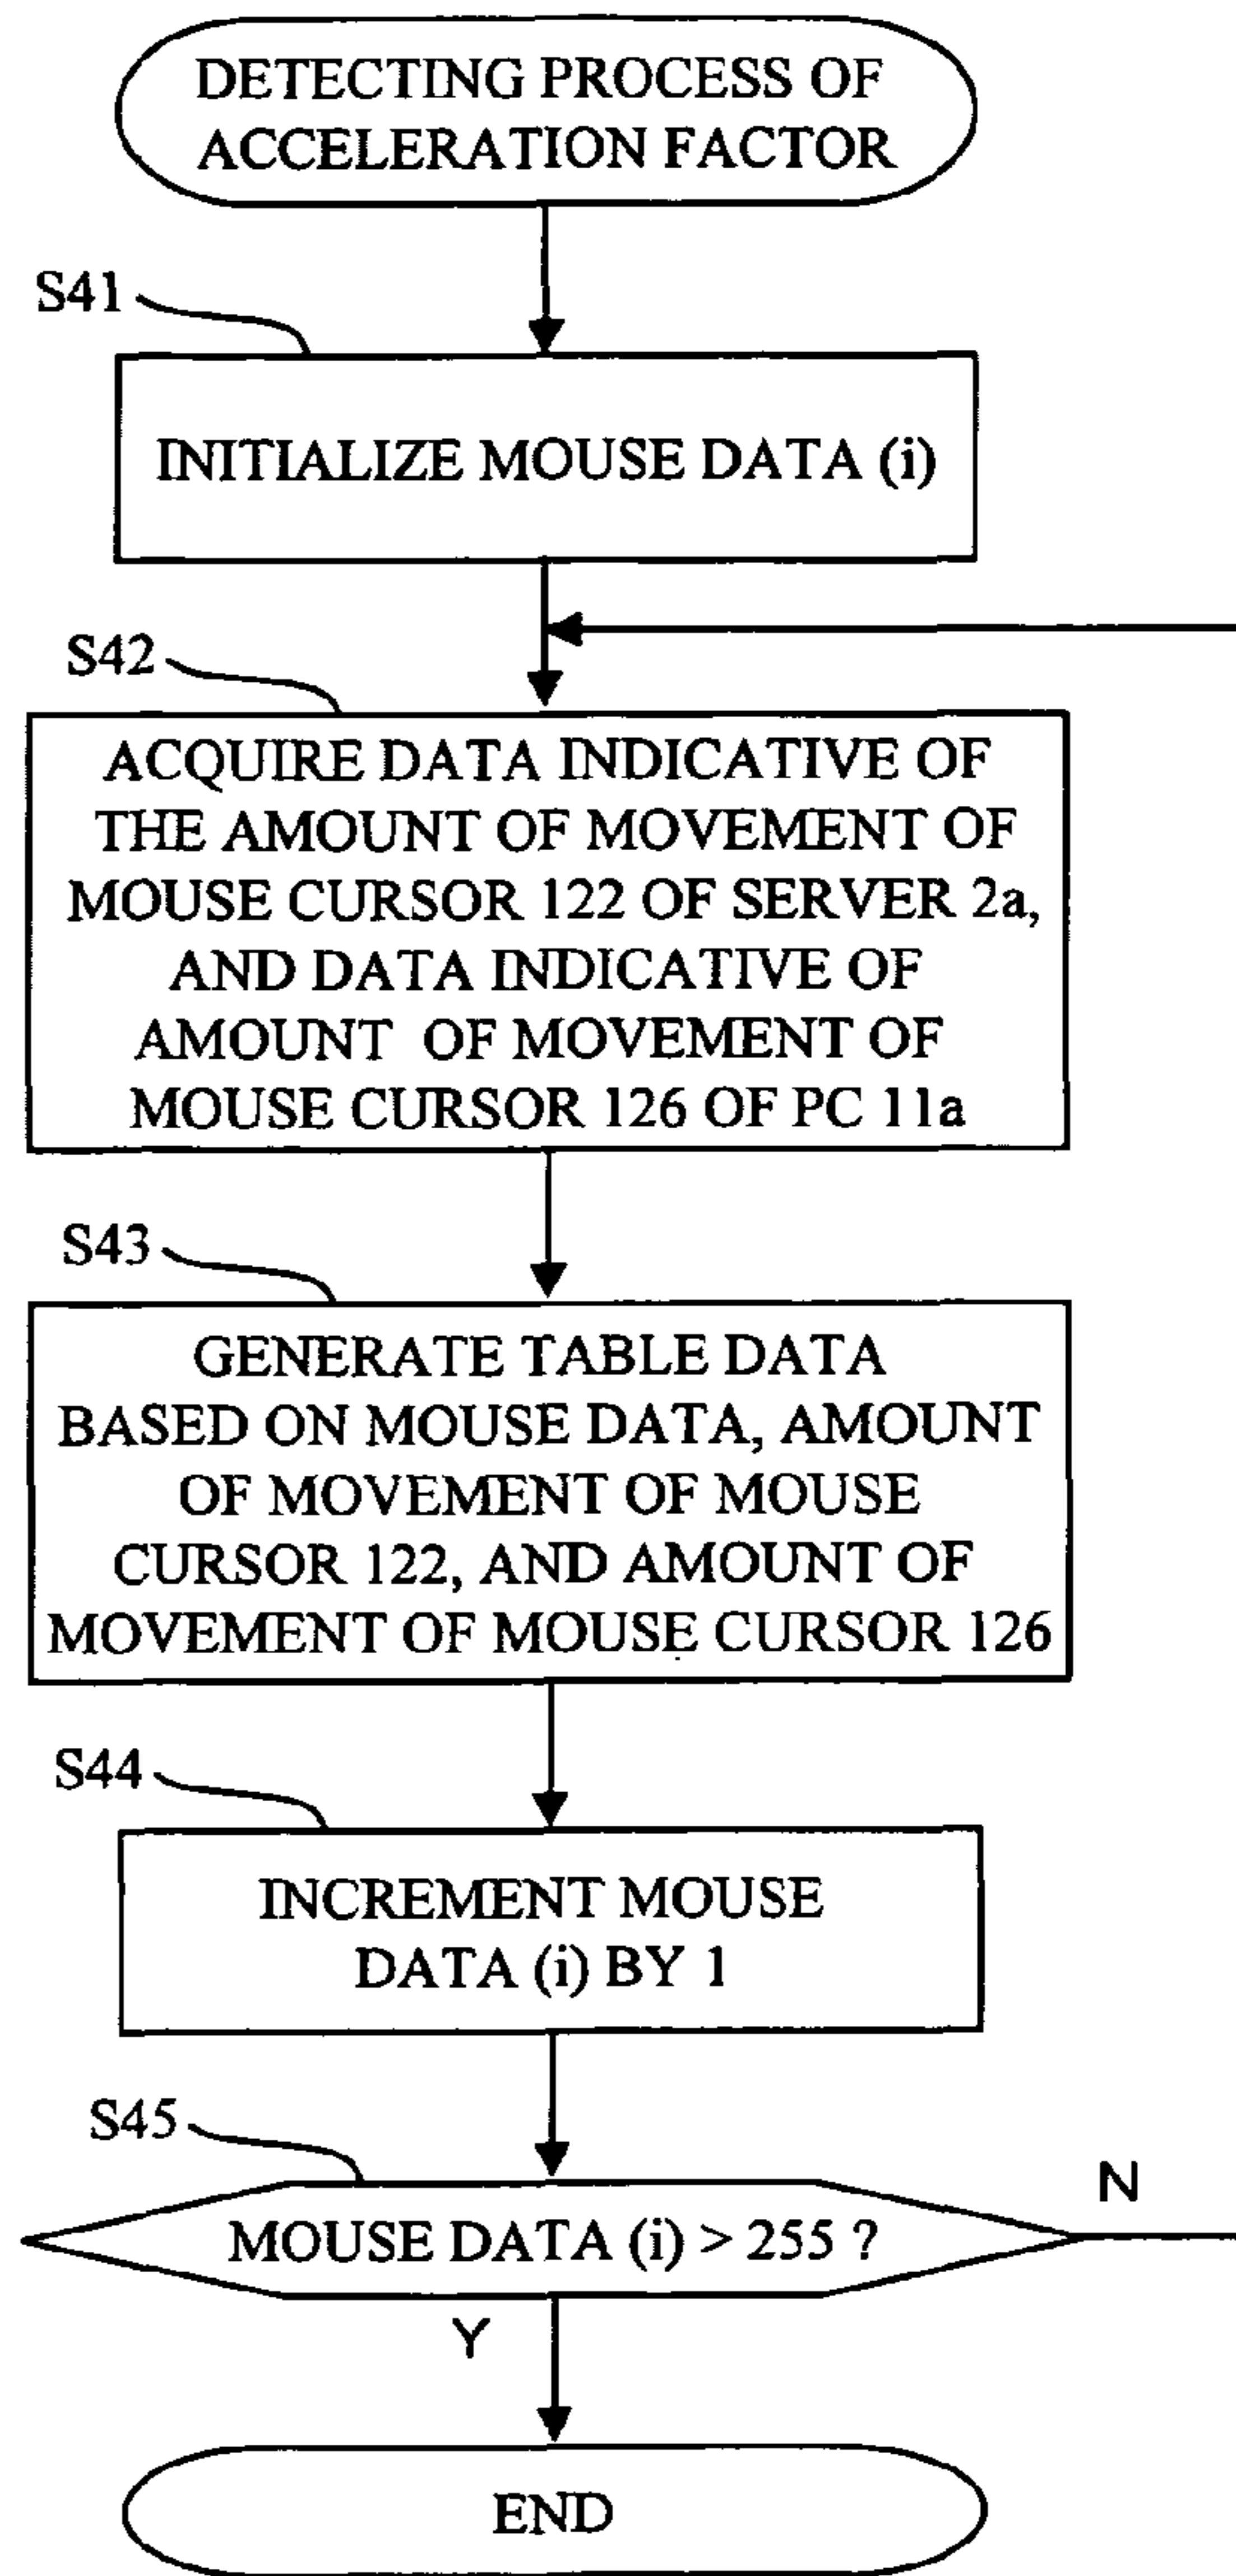 DETECTING PROCESS OF
ACCELERATION FACTOR
S41
INITIALIZE MOUSE DATA (i)
S42
ACQUIRE DATA INDICATIVE OF
THE AMOUNT OF MOVEMENT OF
MOUSE CURSOR 122 OF SERVER 2a,
AND DATA INDICATIVE OF
AMOUNT OF MOVEMENT OF
MOUSE CURSOR 126 OF PC 11a
S43
GENERATE TABLE DATA
BASED ON MOUSE DATA, AMOUNT
OF MOVEMENT OF MOUSE
CURSOR 122, AND AMOUNT OF
MOVEMENT OF MOUSE CURSOR 126
S44
INCREMENT MOUSE
DATA (i) BY 1
S45
N
MOUSE DATA (i) > 255 ?
Y
END